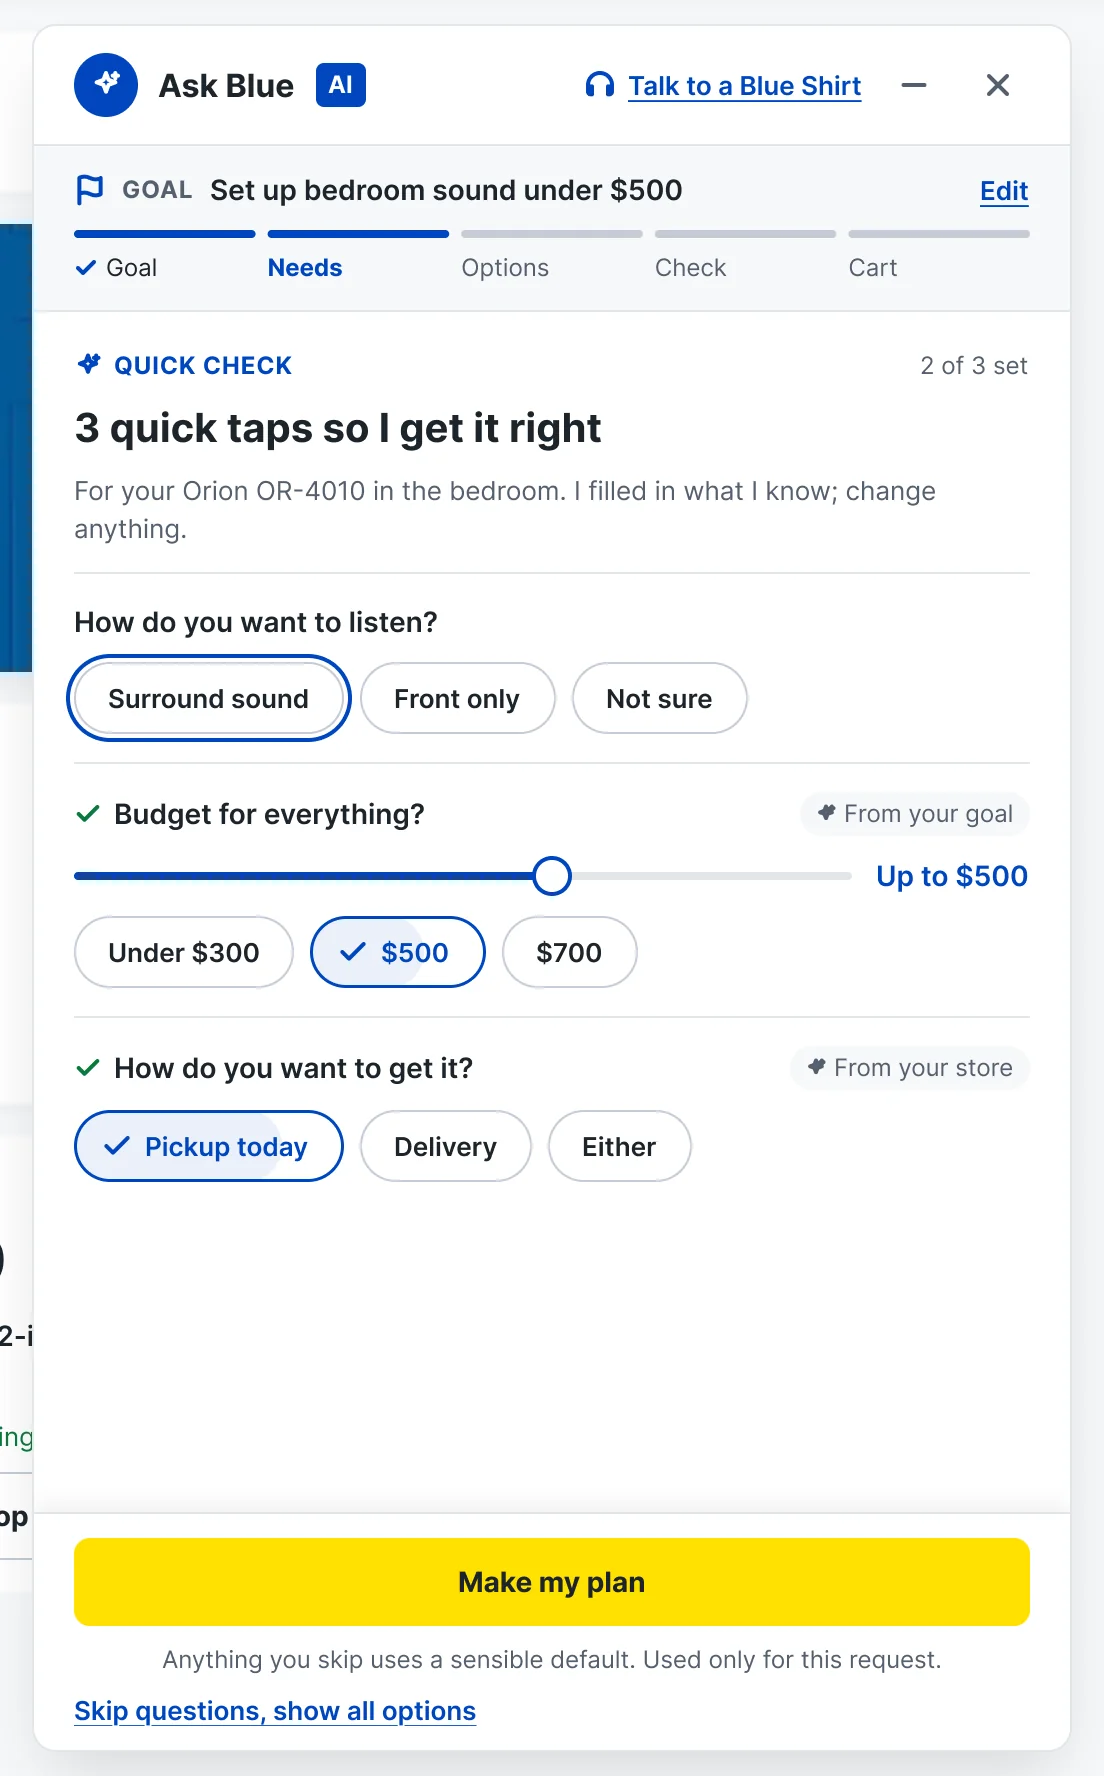 Ask Blue AI
Talk to a Blue Shirt
GOAL Set up bedroom sound under $500
Edit
Goal
Needs
Options
Check
Cart
QUICK CHECK
2 of 3 set
3 quick taps so I get it right
For your Orion OR-4010 in the bedroom. I filled in what I know; change
anything.
How do you want to listen?
Surround sound
Front only
Not sure
Budget for everything?
From your goal
Up to $500
Under $300
$500
$700
How do you want to get it?
From your store
Pickup today
Delivery
Either
2-i
ing
op
Make my plan
Anything you skip uses a sensible default. Used only for this request.
Skip questions, show all options